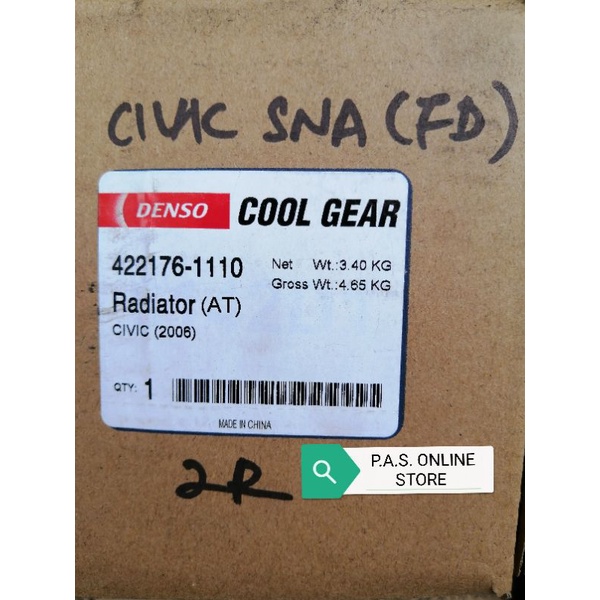 CIVIC SNA (FD)
DENSO COOL GEAR
422176-1110
Net Wt.:3.40 KG
Gross Wt.:4.65 KG
Radiator (AT)
CIVIC (2006)
QTY: 1
MADE IN CHINA
2R
P.A.S. ONLINE
STORE